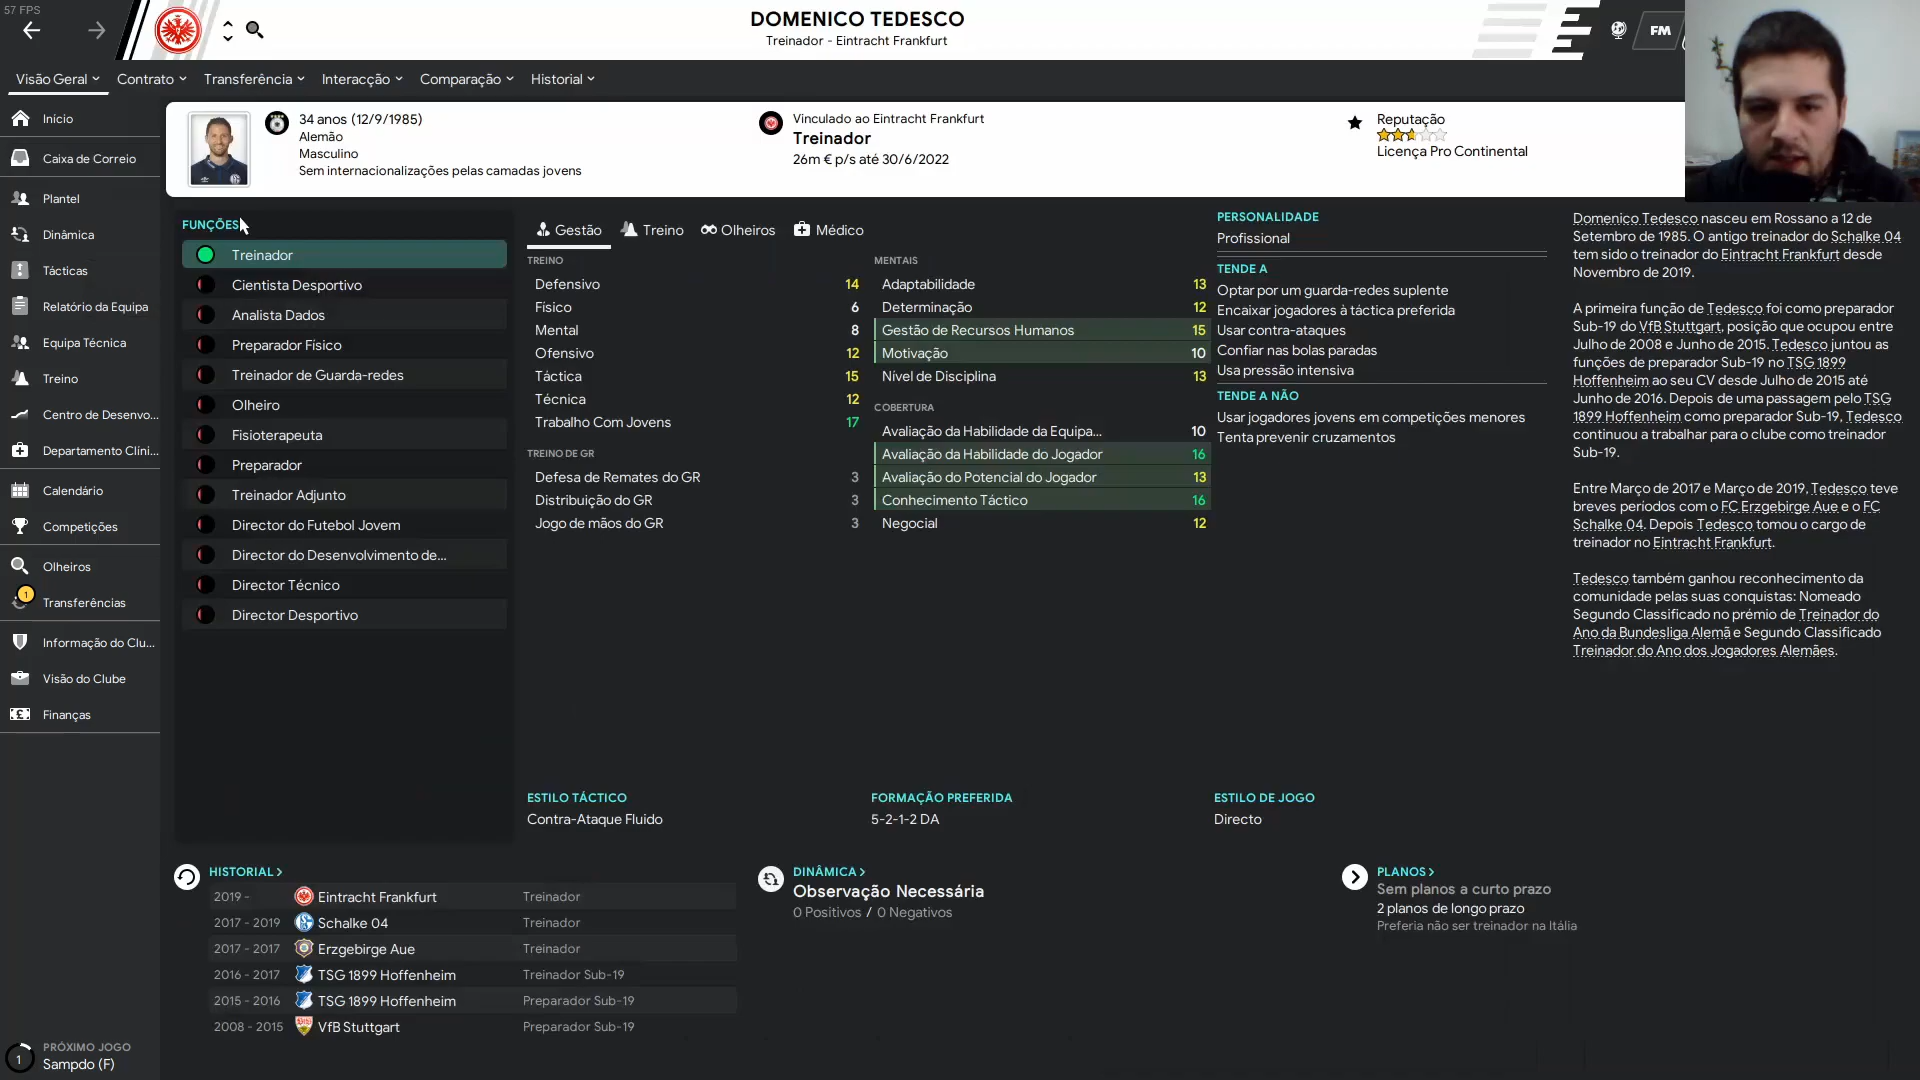 57 FPS
DOMENICO TEDESCO
Treinador - Eintracht Frankfurt
FM
Visão Geral
Contrato
Transferência
Interacção
Comparação
Historial
Início
Caixa de Correio
Plantel
Dinâmica
Tácticas
Relatório da Equipa
Equipa Técnica
Treino
Centro de Desenvo...
Departamento Clíni...
Calendário
Competições
Olheiros
1
Transferências
Informação do Clu...
Visão do Clube
Finanças
1
PRÓXIMO JOGO
Sampdo (F)
34 anos (12/9/1985)
Alemão
Masculino
Sem internacionalizações pelas camadas jovens
Vinculado ao Eintracht Frankfurt
Treinador
26m € p/s até 30/6/2022
Reputação
Licença Pro Continental
FUNÇÕES
Treinador
Cientista Desportivo
Analista Dados
Preparador Físico
Treinador de Guarda-redes
Olheiro
Fisioterapeuta
Preparador
Treinador Adjunto
Director do Futebol Jovem
Director do Desenvolvimento de...
Director Técnico
Director Desportivo
Gestão
Treino
Olheiros
Médico
TREINO
Defensivo 14
Físico 6
Mental 8
Ofensivo 12
Táctica 15
Técnica 12
Trabalho Com Jovens 17
TREINO DE GR
Defesa de Remates do GR 3
Distribuição do GR 3
Jogo de mãos do GR 3
MENTAIS
Adaptabilidade 13
Determinação 12
Gestão de Recursos Humanos 15
Motivação 10
Nível de Disciplina 13
COBERTURA
Avaliação da Habilidade da Equipa... 10
Avaliação da Habilidade do Jogador 16
Avaliação do Potencial do Jogador 13
Conhecimento Táctico 16
Negocial 12
PERSONALIDADE
Profissional
TENDE A
Optar por um guarda-redes suplente
Encaixar jogadores à táctica preferida
Usar contra-ataques
Confiar nas bolas paradas
Usa pressão intensiva
TENDE A NÃO
Usar jogadores jovens em competições menores
Tenta prevenir cruzamentos
Domenico Tedesco nasceu em Rossano a 12 de
Setembro de 1985. O antigo treinador do Schalke 04
tem sido o treinador do Eintracht Frankfurt desde
Novembro de 2019.
A primeira função de Tedesco foi como preparador
Sub-19 do VfB Stuttgart, posição que ocupou entre
Julho de 2008 e Junho de 2015. Tedesco juntou as
funções de preparador Sub-19 no TSG 1899
Hoffenheim ao seu CV desde Julho de 2015 até
Junho de 2016. Depois de uma passagem pelo TSG
1899 Hoffenheim como preparador Sub-19, Tedesco
continuou a trabalhar para o clube como treinador
Sub-19.
Entre Março de 2017 e Março de 2019, Tedesco teve
breves períodos com o FC Erzgebirge Aue e o FC
Schalke 04. Depois Tedesco tomou o cargo de
treinador no Eintracht Frankfurt.
Tedesco também ganhou reconhecimento da
comunidade pelas suas conquistas: Nomeado
Segundo Classificado no prémio de Treinador do
Ano da Bundesliga Alemã e Segundo Classificado
Treinador do Ano dos Jogadores Alemães.
ESTILO TÁCTICO
Contra-Ataque Fluido
FORMAÇÃO PREFERIDA
5-2-1-2 DA
ESTILO DE JOGO
Directo
HISTORIAL
2019 - Eintracht Frankfurt Treinador
2017 - 2019 Schalke 04 Treinador
2017 - 2017 Erzgebirge Aue Treinador
2016 - 2017 TSG 1899 Hoffenheim Treinador Sub-19
2015 - 2016 TSG 1899 Hoffenheim Preparador Sub-19
2008 - 2015 VfB Stuttgart Preparador Sub-19
DINÂMICA
Observação Necessária
0 Positivos / 0 Negativos
PLANOS
Sem planos a curto prazo
2 planos de longo prazo
Preferia não ser treinador na Itália